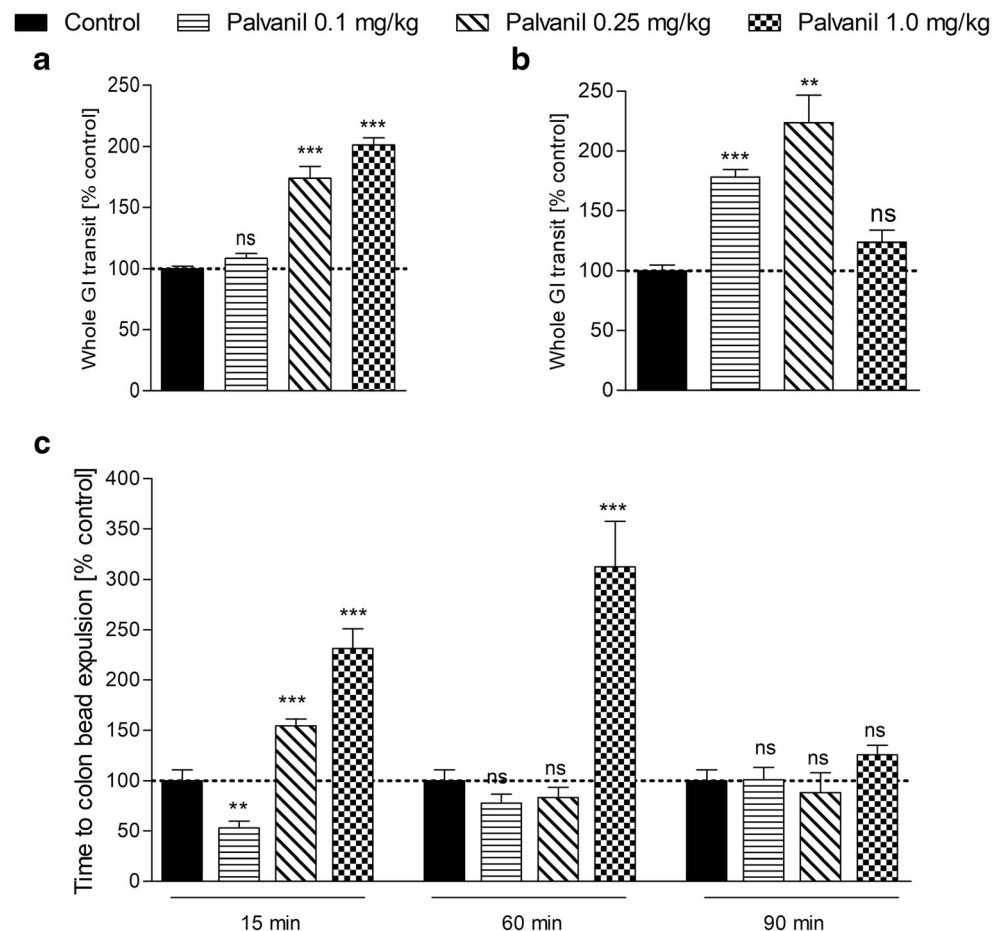 Control Palvanil 0.1 mg/kg Palvanil 0.25 mg/kg Palvanil 1.0 mg/kg
a
Whole GI transit [% control]
250
200
150
100
50
0
ns
***
***
b
Whole GI transit [% control]
250
200
150
100
50
0
***
**
ns
c
Time to colon bead expulsion [% control]
400
350
300
250
200
150
100
50
0
**
***
***
ns
ns
***
ns
ns
ns
15 min
60 min
90 min